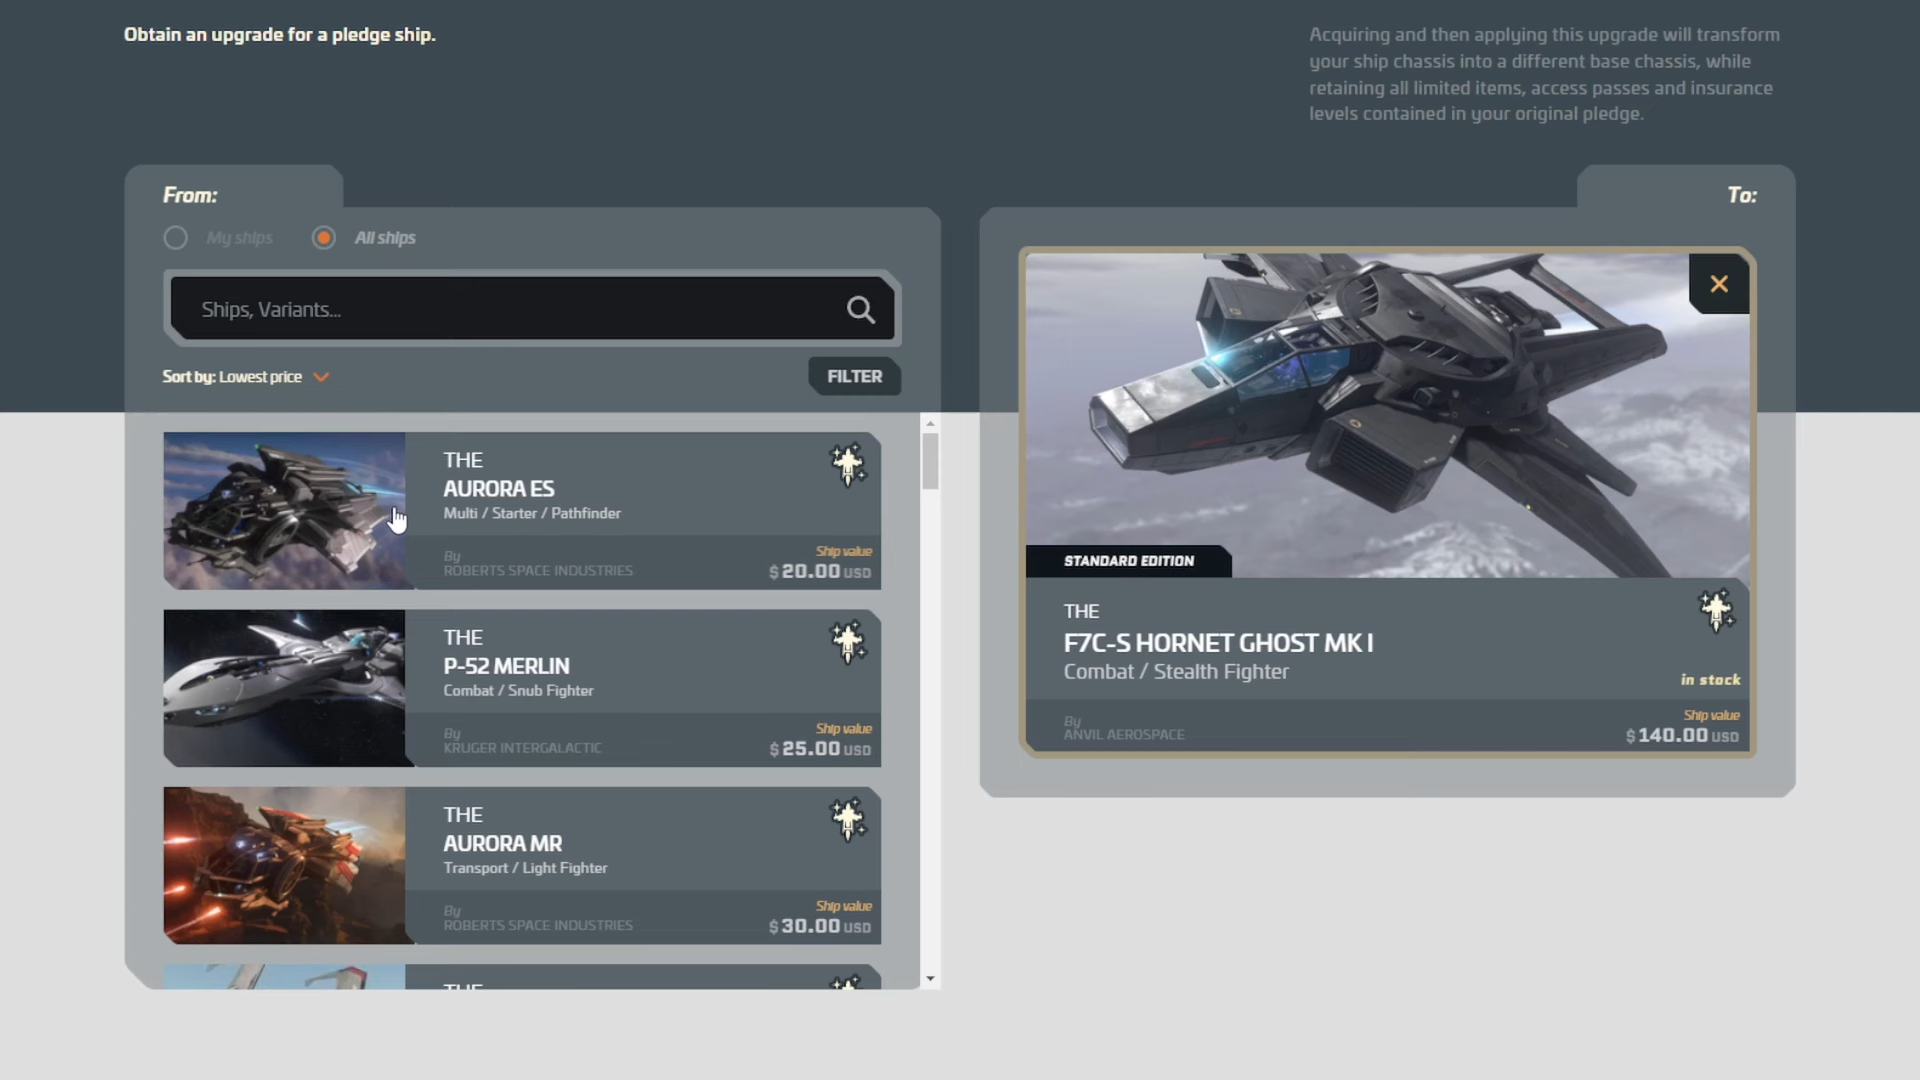 Obtain an upgrade for a pledge ship.
Acquiring and then applying this upgrade will transform
your ship chassis into a different base chassis, while
retaining all limited items, access passes and insurance
levels contained in your original pledge.
From:
My ships
All ships
Ships, Variants...
Sort by: Lowest price
FILTER
THE
AURORA ES
Multi / Starter / Pathfinder
By
ROBERTS SPACE INDUSTRIES
Ship value
$ 20.00 USD
THE
P-52 MERLIN
Combat / Snub Fighter
By
KRUGER INTERGALACTIC
Ship value
$ 25.00 USD
THE
AURORA MR
Transport / Light Fighter
By
ROBERTS SPACE INDUSTRIES
Ship value
$ 30.00 USD
THE
To:
STANDARD EDITION
THE
F7C-S HORNET GHOST MK I
Combat / Stealth Fighter
in stock
By
ANVIL AEROSPACE
Ship value
$ 140.00 USD